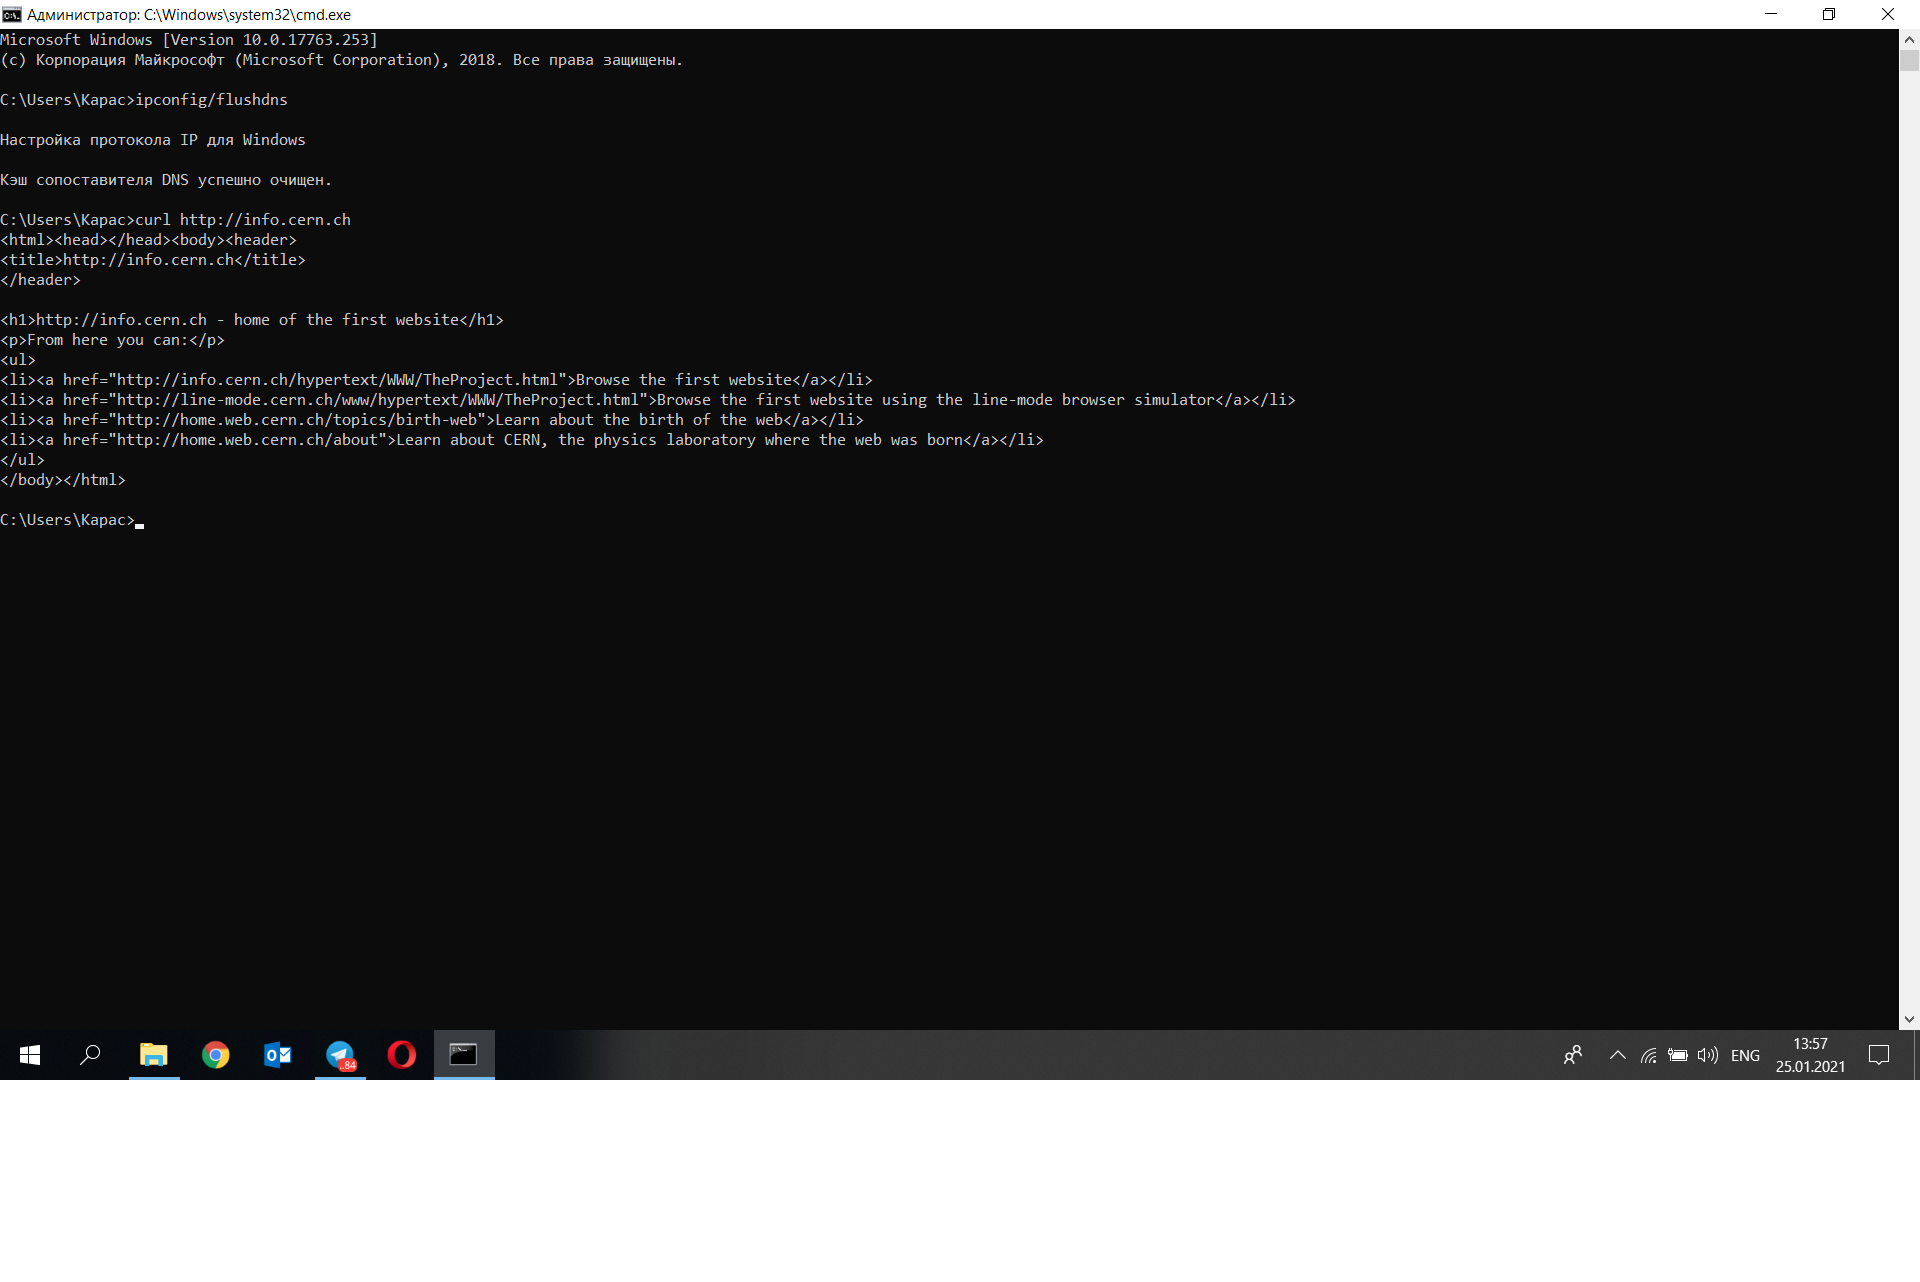 Администратор: C:\Windows\system32\cmd.exe
Microsoft Windows [Version 10.0.17763.253]
(c) Корпорация Майкрософт (Microsoft Corporation), 2018. Все права защищены.
C:\Users\Карас>ipconfig/flushdns
Настройка протокола IP для Windows
Кэш сопоставителя DNS успешно очищен.
C:\Users\Карас>curl http://info.cern.ch
<html><head></head><body><header>
<title>http://info.cern.ch</title>
</header>
<h1>http://info.cern.ch - home of the first website</h1>
<p>From here you can:</p>
<ul>
<li><a href="http://info.cern.ch/hypertext/WWW/TheProject.html">Browse the first website</a></li>
<li><a href="http://line-mode.cern.ch/www/hypertext/WWW/TheProject.html">Browse the first website using the line-mode browser simulator</a></li>
<li><a href="http://home.web.cern.ch/topics/birth-web">Learn about the birth of the web</a></li>
<li><a href="http://home.web.cern.ch/about">Learn about CERN, the physics laboratory where the web was born</a></li>
</ul>
</body></html>
C:\Users\Карас>
..84
ENG
13:57
25.01.2021